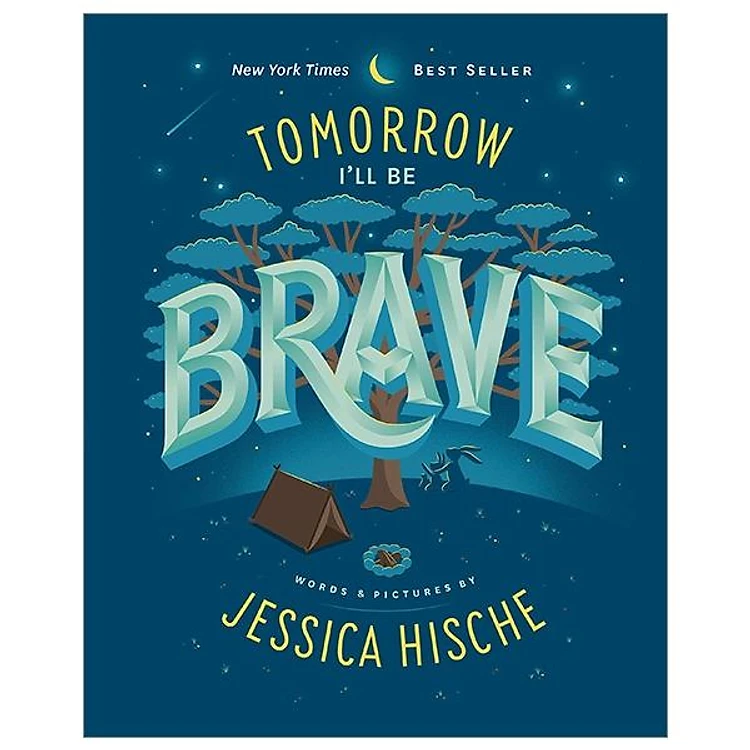 New York Times BEST SELLER
TOMORROW
I'LL BE
BRAVE
WORDS & PICTURES BY
JESSICA HISCHE